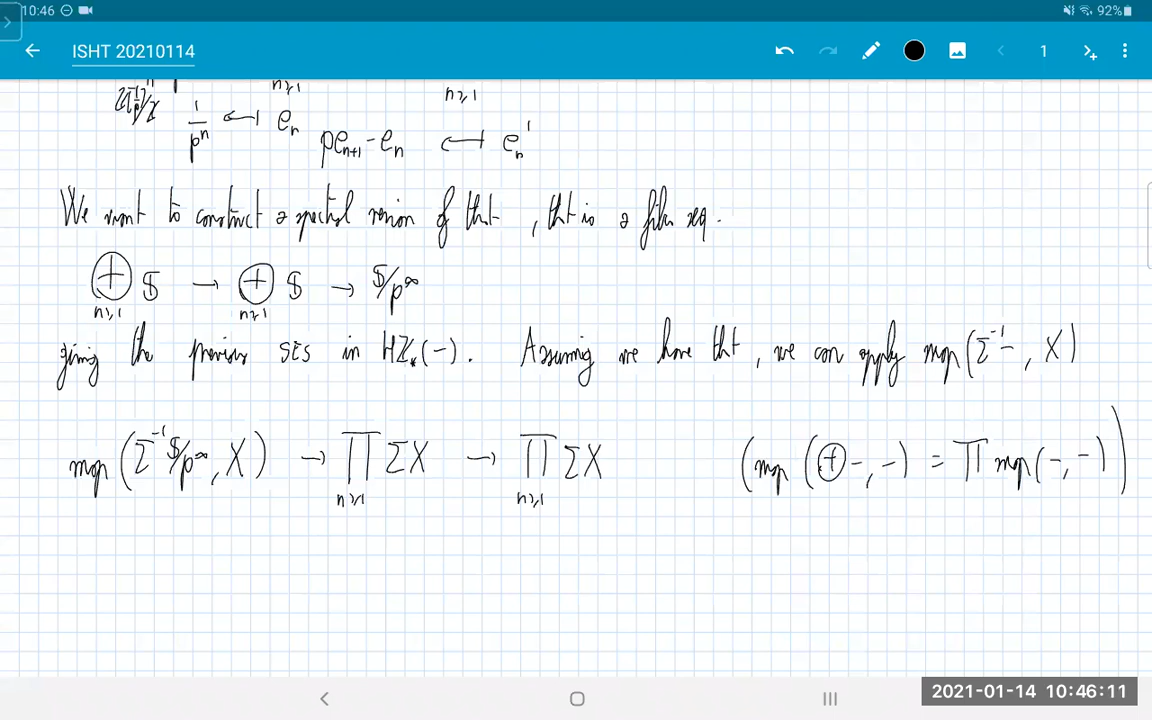 10:46 92%
ISHT 20210114 1
Z[1/p]/Z n≥1 n≥1
1/p^n ⟵ e_n pe_{n+1} - e_n ⟵ e'_n
We want to construct a spectral version of that, that is a fiber seq.
⊕ 𝕊 → ⊕ 𝕊 → 𝕊/p^∞
n≥1 n≥1
giving the previous SES in HZ_*(-). Assuming we have that, we can apply map(Σ^{-1} -, X)
map(Σ^{-1} 𝕊/p^∞, X) → ∏ ΣX → ∏ ΣX (map(⊕ -, -) = ∏ map(-, -))
n≥1 n≥1
2021-01-14 10:46:11